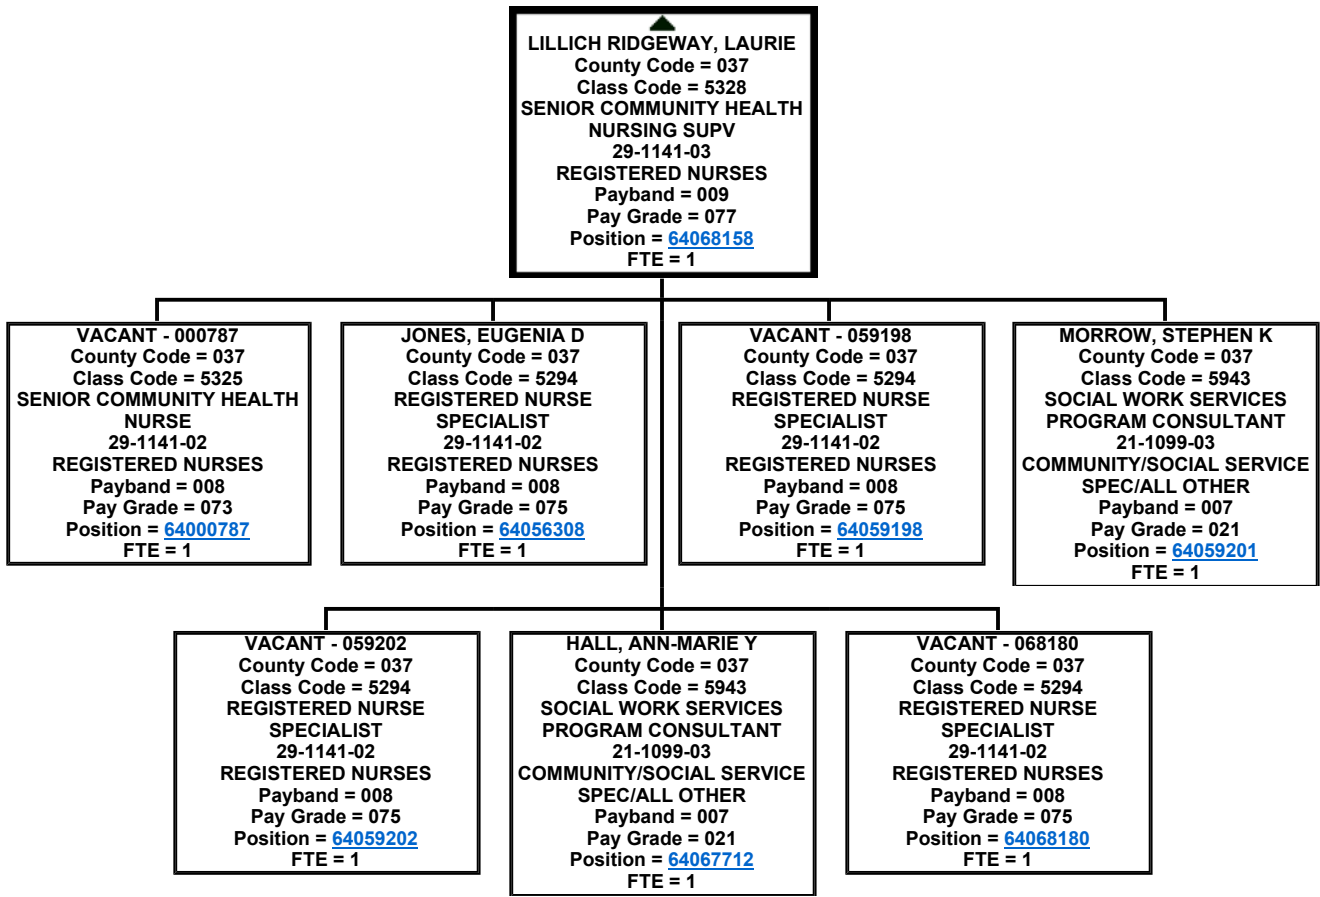 LILLICH RIDGEWAY, LAURIE
County Code = 037
Class Code = 5328
SENIOR COMMUNITY HEALTH
NURSING SUPV
29-1141-03
REGISTERED NURSES
Payband = 009
Pay Grade = 077
Position = 64068158
FTE = 1
VACANT - 000787
County Code = 037
Class Code = 5325
SENIOR COMMUNITY HEALTH
NURSE
29-1141-02
REGISTERED NURSES
Payband = 008
Pay Grade = 073
Position = 64000787
FTE = 1
JONES, EUGENIA D
County Code = 037
Class Code = 5294
REGISTERED NURSE
SPECIALIST
29-1141-02
REGISTERED NURSES
Payband = 008
Pay Grade = 075
Position = 64056308
FTE = 1
VACANT - 059198
County Code = 037
Class Code = 5294
REGISTERED NURSE
SPECIALIST
29-1141-02
REGISTERED NURSES
Payband = 008
Pay Grade = 075
Position = 64059198
FTE = 1
MORROW, STEPHEN K
County Code = 037
Class Code = 5943
SOCIAL WORK SERVICES
PROGRAM CONSULTANT
21-1099-03
COMMUNITY/SOCIAL SERVICE
SPEC/ALL OTHER
Payband = 007
Pay Grade = 021
Position = 64059201
FTE = 1
VACANT - 059202
County Code = 037
Class Code = 5294
REGISTERED NURSE
SPECIALIST
29-1141-02
REGISTERED NURSES
Payband = 008
Pay Grade = 075
Position = 64059202
FTE = 1
HALL, ANN-MARIE Y
County Code = 037
Class Code = 5943
SOCIAL WORK SERVICES
PROGRAM CONSULTANT
21-1099-03
COMMUNITY/SOCIAL SERVICE
SPEC/ALL OTHER
Payband = 007
Pay Grade = 021
Position = 64067712
FTE = 1
VACANT - 068180
County Code = 037
Class Code = 5294
REGISTERED NURSE
SPECIALIST
29-1141-02
REGISTERED NURSES
Payband = 008
Pay Grade = 075
Position = 64068180
FTE = 1